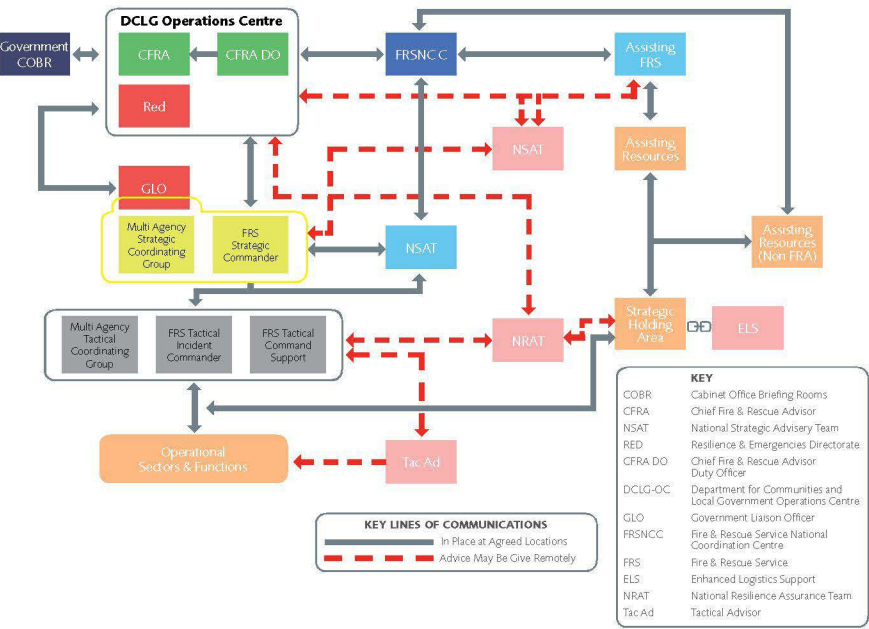 DCLG Operations Centre
Government
COBR
CFRA
CFRA DO
FRSNC C
Assisting
FRS
Red
NSAT
Assisting
Resources
GLO
Multi Agency
Strategic
Coordinating
Group
FRS
Strategic
Commander
NSAT
Assisting
Resources
(Non FRA)
Multi Agency
Tactical
Coordinating
Group
FRS Tactical
Incident
Commander
FRS Tactical
Command
Support
NRAT
Strategic
Holding
Area
ELS
Operational
Sectors & Functions
Tac Ad
KEY LINES OF COMMUNICATIONS
In Place at Agreed Locations
Advice May Be Give Remotely
KEY
COBR Cabinet Office Briefing Rooms
CFRA Chief Fire & Rescue Advisor
NSAT National Strategic Advisery Team
RED Resilience & Emergencies Directorate
CFRA DO Chief Fire & Rescue Advisor
Duty Officer
DCLG-OC Department for Communities and
Local Government Operations Centre
GLO Government Liaison Officer
FRSNCC Fire & Rescue Service National
Coordination Centre
FRS Fire & Rescue Service
ELS Enhanced Logistics Support
NRAT National Resilience Assurance Team
Tac Ad Tactical Advisor